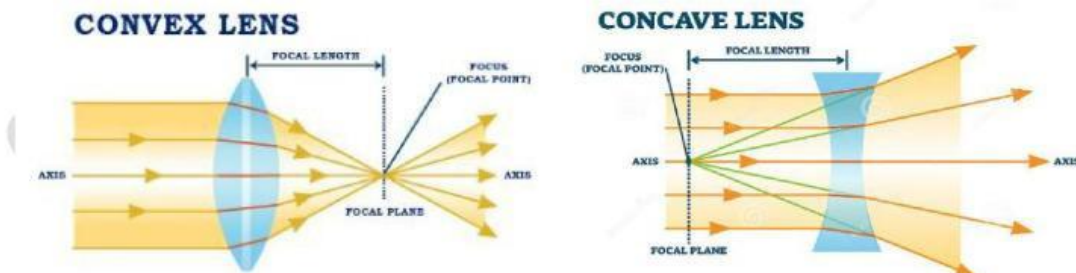 CONVEX LENS
FOCAL LENGTH
FOCUS
(FOCAL POINT)
AXIS
AXIS
FOCAL PLANE
CONCAVE LENS
FOCUS
(FOCAL POINT)
FOCAL LENGTH
AXIS
AXIS
FOCAL PLANE